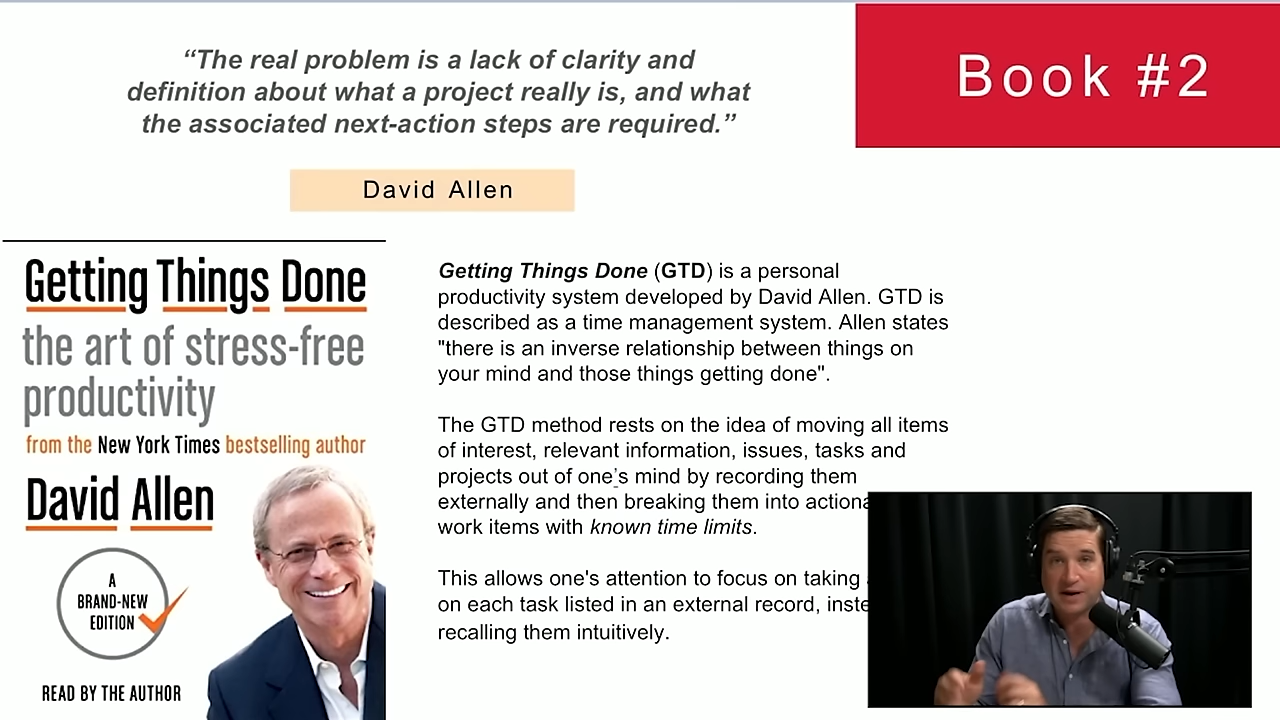 “The real problem is a lack of clarity and
definition about what a project really is, and what
the associated next-action steps are required.”
David Allen
Book #2
Getting Things Done
the art of stress-free
productivity
from the New York Times bestselling author
David Allen
A
BRAND-NEW
EDITION
READ BY THE AUTHOR
Getting Things Done (GTD) is a personal
productivity system developed by David Allen. GTD is
described as a time management system. Allen states
"there is an inverse relationship between things on
your mind and those things getting done".
The GTD method rests on the idea of moving all items
of interest, relevant information, issues, tasks and
projects out of one's mind by recording them
externally and then breaking them into
work items with known time limits.
This allows one's attention to focus on taking
on each task listed in an external record,
recalling them intuitively.